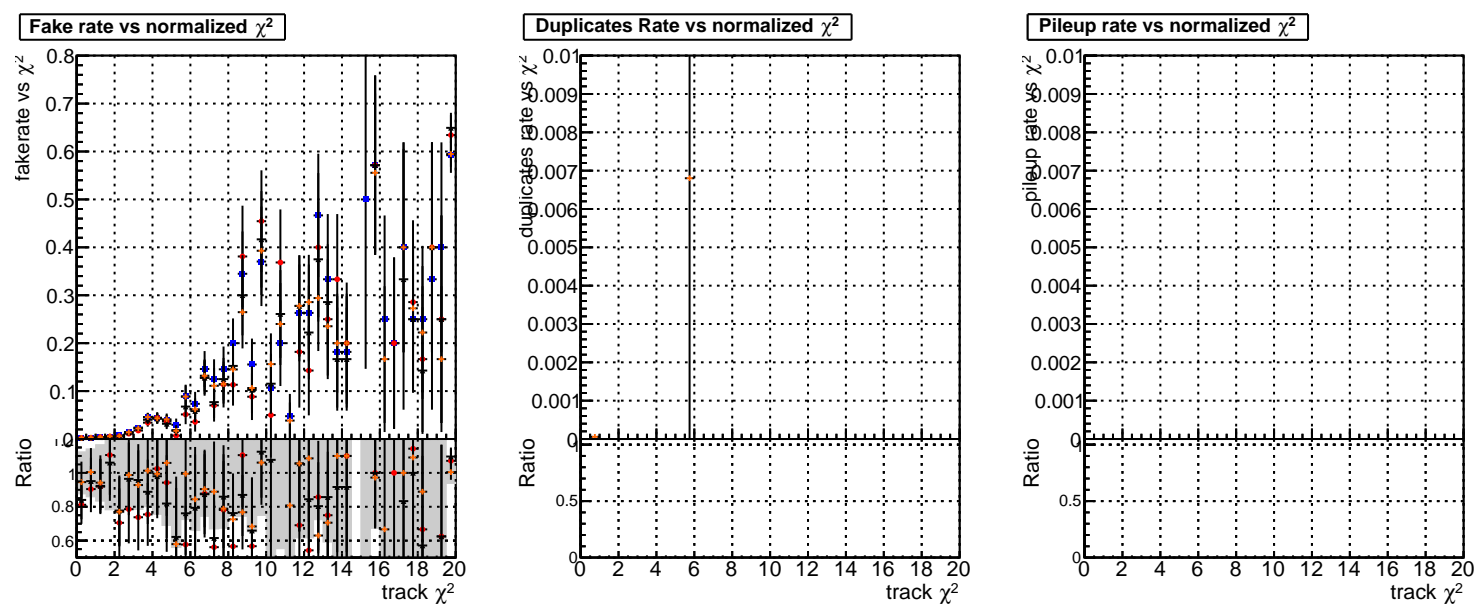 Fake rate vs normalized χ²
fakerate vs χ²
0.8
0.7
0.6
0.5
0.4
0.3
0.2
0.1
0
Ratio
1
0.8
0.6
0 2 4 6 8 10 12 14 16 18 20
track χ²
Duplicates Rate vs normalized χ²
duplicates rate vs χ²
0.01
0.009
0.008
0.007
0.006
0.005
0.004
0.003
0.002
0.001
0
Ratio
1
0.5
0
0 2 4 6 8 10 12 14 16 18 20
track χ²
Pileup rate vs normalized χ²
pileup rate vs χ²
0.01
0.009
0.008
0.007
0.006
0.005
0.004
0.003
0.002
0.001
0
Ratio
1
0.5
0
0 2 4 6 8 10 12 14 16 18 20
track χ²